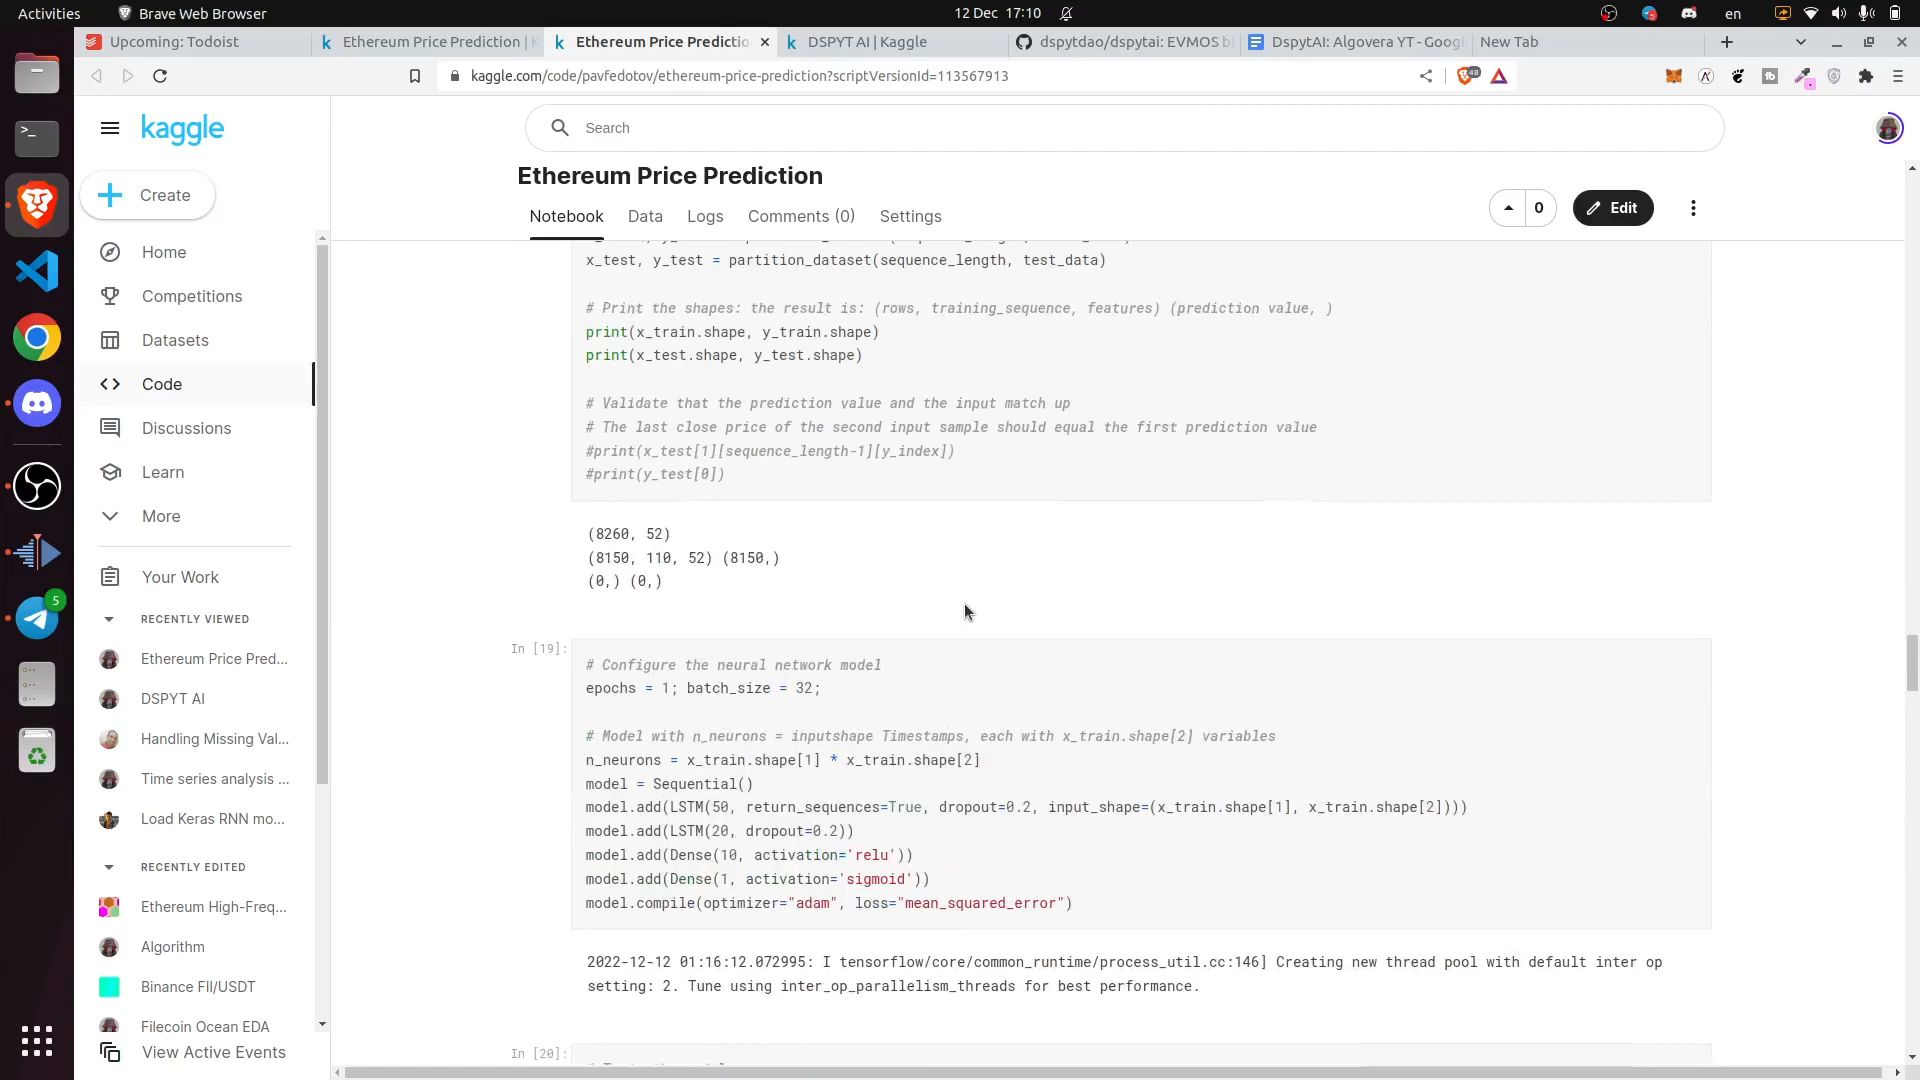 Activities
Brave Web Browser
12 Dec 17:10
en
Upcoming: Todoist
Ethereum Price Prediction |
Ethereum Price Predictio
DSPYT AI | Kaggle
dspytdao/dspytai: EVMOS b
DspytAI: Algovera YT - Googl
New Tab
kaggle.com/code/pavfedotov/ethereum-price-prediction?scriptVersionId=113567913
48
kaggle
Search
Ethereum Price Prediction
Create
Notebook
Data
Logs
Comments (0)
Settings
0
Edit
Home
Competitions
Datasets
Code
Discussions
Learn
More
Your Work
RECENTLY VIEWED
Ethereum Price Pred...
DSPYT AI
Handling Missing Val...
Time series analysis ...
Load Keras RNN mo...
RECENTLY EDITED
Ethereum High-Freq...
Algorithm
Binance FII/USDT
Filecoin Ocean EDA
View Active Events
5
x_test, y_test = partition_dataset(sequence_length, test_data)
# Print the shapes: the result is: (rows, training_sequence, features) (prediction value, )
print(x_train.shape, y_train.shape)
print(x_test.shape, y_test.shape)
# Validate that the prediction value and the input match up
# The last close price of the second input sample should equal the first prediction value
#print(x_test[1][sequence_length-1][y_index])
#print(y_test[0])
(8260, 52)
(8150, 110, 52) (8150,)
(0,) (0,)
In [19]:
# Configure the neural network model
epochs = 1; batch_size = 32;
# Model with n_neurons = inputshape Timestamps, each with x_train.shape[2] variables
n_neurons = x_train.shape[1] * x_train.shape[2]
model = Sequential()
model.add(LSTM(50, return_sequences=True, dropout=0.2, input_shape=(x_train.shape[1], x_train.shape[2])))
model.add(LSTM(20, dropout=0.2))
model.add(Dense(10, activation='relu'))
model.add(Dense(1, activation='sigmoid'))
model.compile(optimizer="adam", loss="mean_squared_error")
2022-12-12 01:16:12.072995: I tensorflow/core/common_runtime/process_util.cc:146] Creating new thread pool with default inter op
setting: 2. Tune using inter_op_parallelism_threads for best performance.
In [20]: